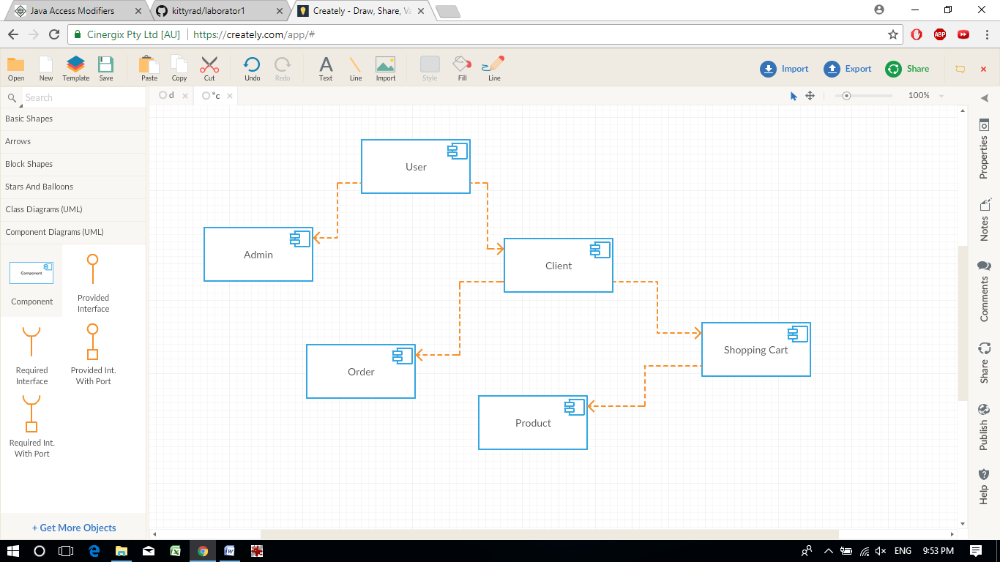 Java Access Modifiers
kittyrad/laborator1
Creately - Draw, Share, Va
Cinergix Pty Ltd [AU]
https://creately.com/app/#
ABP
Open
New
Template
Save
Paste
Copy
Cut
Undo
Redo
Text
Line
Import
Style
Fill
Line
Import
Export
Share
Search
d
*c
100%
Basic Shapes
Arrows
Block Shapes
Stars And Balloons
Class Diagrams (UML)
Component Diagrams (UML)
Component
Component
Provided
Interface
Required
Interface
Provided Int.
With Port
Required Int.
With Port
+ Get More Objects
User
Admin
Client
Order
Shopping Cart
Product
Properties
Notes
Comments
Share
Publish
Help
ENG
9:53 PM